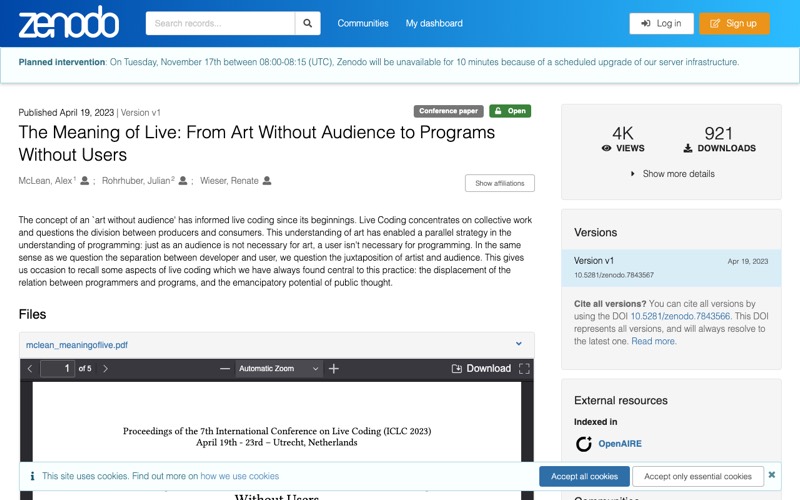 zenodo
Search records...
Communities
My dashboard
Log in
Sign up
Planned intervention: On Tuesday, November 17th between 08:00-08:15 (UTC), Zenodo will be unavailable for 10 minutes because of a scheduled upgrade of our server infrastructure.
Published April 19, 2023 | Version v1
Conference paper
Open
The Meaning of Live: From Art Without Audience to Programs
Without Users
McLean, Alex1 ; Rohrhuber, Julian2 ; Wieser, Renate
Show affiliations
The concept of an `art without audience' has informed live coding since its beginnings. Live Coding concentrates on collective work
and questions the division between producers and consumers. This understanding of art has enabled a parallel strategy in the
understanding of programming: just as an audience is not necessary for art, a user isn't necessary for programming. In the same
sense as we question the separation between developer and user, we question the juxtaposition of artist and audience. This gives
us occasion to recall some aspects of live coding which we have always found central to this practice: the displacement of the
relation between programmers and programs, and the emancipatory potential of public thought.
Files
mclean_meaningoflive.pdf
1 of 5
Automatic Zoom
Download
Proceedings of the 7th International Conference on Live Coding (ICLC 2023)
April 19th - 23rd – Utrecht, Netherlands
Without Users
4K
VIEWS
921
DOWNLOADS
Show more details
Versions
Version v1
Apr 19, 2023
10.5281/zenodo.7843567
Cite all versions? You can cite all versions by
using the DOI 10.5281/zenodo.7843566. This DOI
represents all versions, and will always resolve to
the latest one. Read more.
External resources
Indexed in
OpenAIRE
This site uses cookies. Find out more on how we use cookies
Accept all cookies
Accept only essential cookies